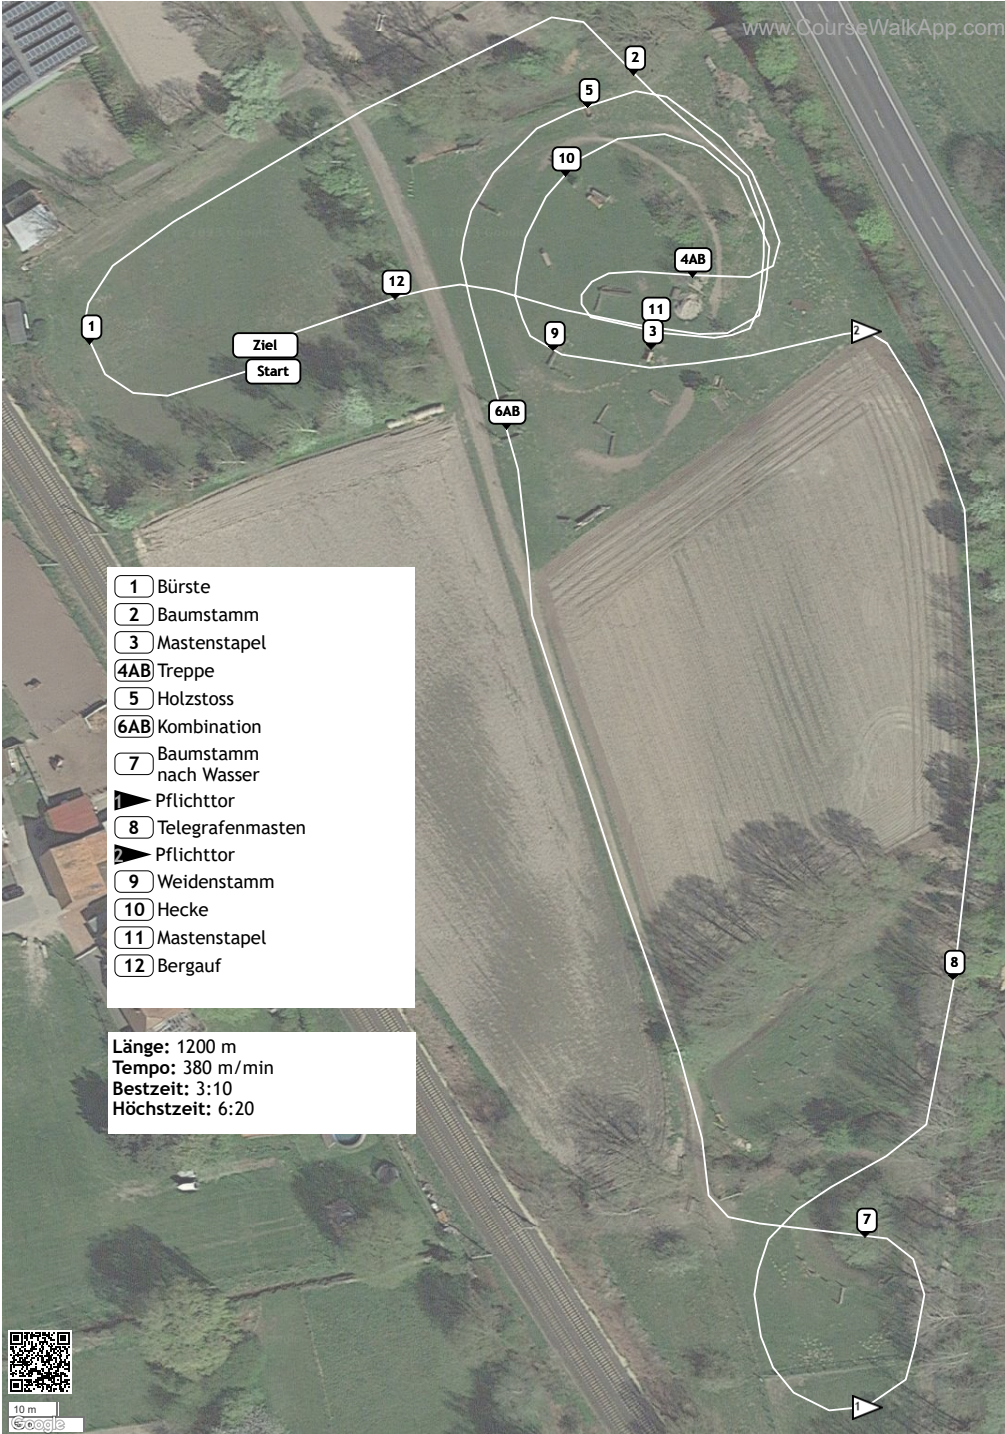 www.CourseWalkApp.com
2
5
10
4AB
12
11
1
3
2
9
Ziel
Start
6AB
1 Bürste
2 Baumstamm
3 Mastenstapel
4AB Treppe
5 Holzstoss
6AB Kombination
7 Baumstamm
nach Wasser
1 Pflichttor
8 Telegrafenmasten
2 Pflichttor
9 Weidenstamm
10 Hecke
11 Mastenstapel
12 Bergauf
8
Länge: 1200 m
Tempo: 380 m/min
Bestzeit: 3:10
Höchstzeit: 6:20
7
1
10 m
Google